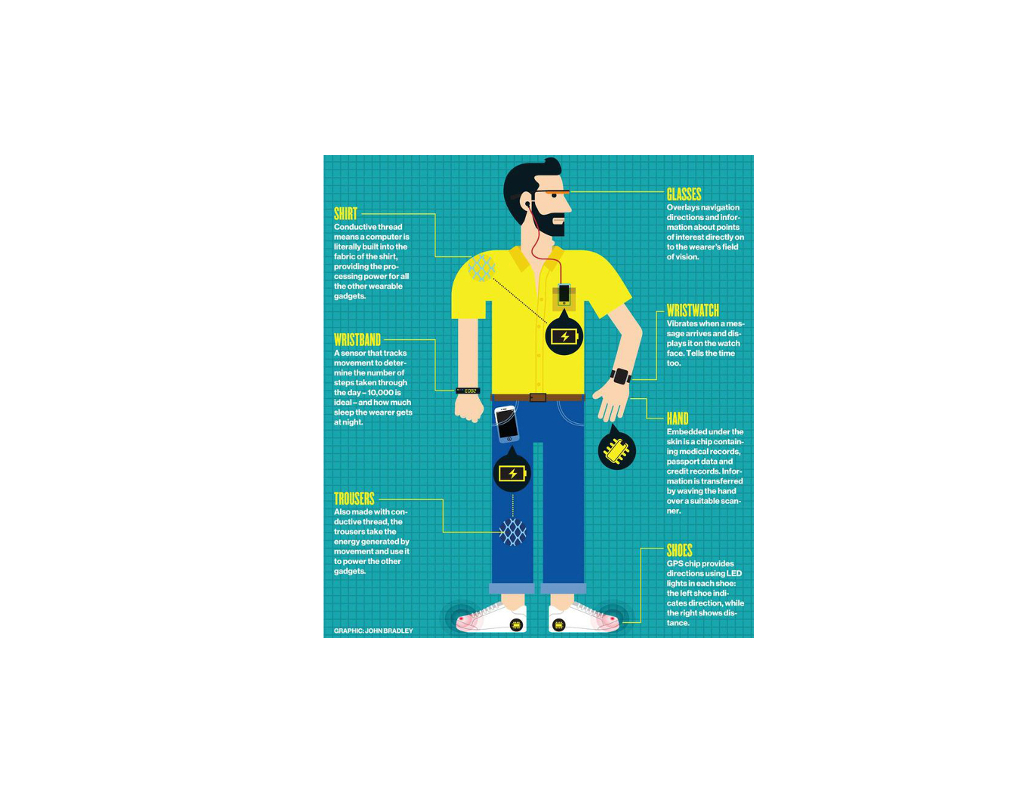 SHIRT
Conductive thread
means a computer is
literally built into the
fabric of the shirt,
providing the pro-
cessing power for all
the other wearable
gadgets.
WRISTBAND
A sensor that tracks
movement to deter-
mine the number of
steps taken through
the day – 10,000 is
ideal – and how much
sleep the wearer gets
at night.
TROUSERS
Also made with con-
ductive thread, the
trousers take the
energy generated by
movement and use it
to power the other
gadgets.
GRAPHIC: JOHN BRADLEY
GLASSES
Overlays navigation
directions and infor-
mation about points
of interest directly on
to the wearer's field
of vision.
WRISTWATCH
Vibrates when a mes-
sage arrives and dis-
plays it on the watch
face. Tells the time
too.
HAND
Embedded under the
skin is a chip contain-
ing medical records,
passport data and
credit records. Infor-
mation is transferred
by waving the hand
over a suitable scan-
ner.
SHOES
GPS chip provides
directions using LED
lights in each shoe:
the left shoe indi-
cates direction, while
the right shows dis-
tance.